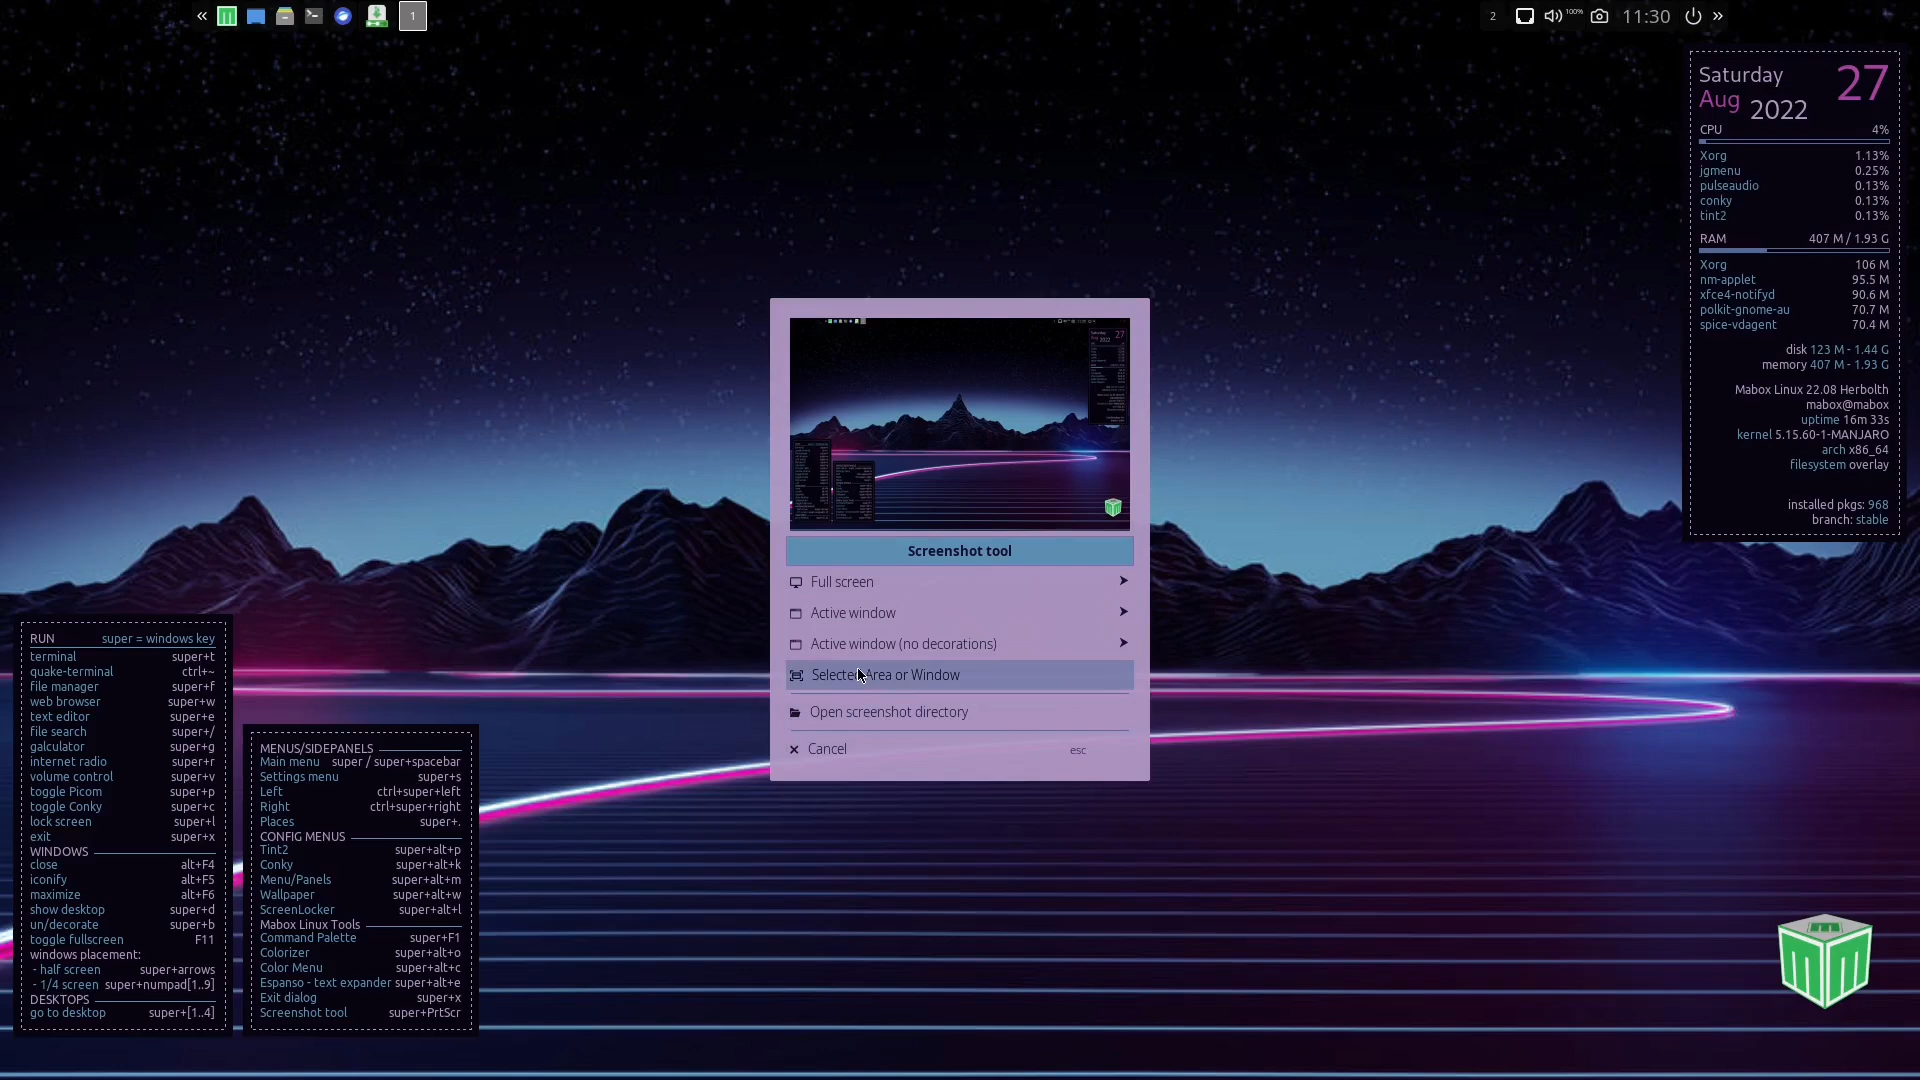 « 1
2 100% 11:30 »
Saturday 27
Aug 2022
CPU 4%
Xorg 1.13%
jgmenu 0.25%
pulseaudio 0.13%
conky 0.13%
tint2 0.13%
RAM 407 M / 1.93 G
Xorg 106 M
nm-applet 95.5 M
xfce4-notifyd 90.6 M
polkit-gnome-au 70.7 M
spice-vdagent 70.4 M
disk 123 M - 1.44 G
memory 407 M - 1.93 G
Mabox Linux 22.08 Herbolth
mabox@mabox
uptime 16m 33s
kernel 5.15.60-1-MANJARO
arch x86_64
filesystem overlay
installed pkgs: 968
branch: stable
Screenshot tool
Full screen
Active window
Active window (no decorations)
Selected Area or Window
Open screenshot directory
Cancel esc
RUN super = windows key
terminal super+t
quake-terminal ctrl+~
file manager super+f
web browser super+w
text editor super+e
file search super+/
galculator super+g
internet radio super+r
volume control super+v
toggle Picom super+p
toggle Conky super+c
lock screen super+l
exit super+x
WINDOWS
close alt+F4
iconify alt+F5
maximize alt+F6
show desktop super+d
un/decorate super+b
toggle fullscreen F11
windows placement:
- half screen super+arrows
- 1/4 screen super+numpad[1..9]
DESKTOPS
go to desktop super+[1..4]
MENUS/SIDEPANELS
Main menu super / super+spacebar
Settings menu super+s
Left ctrl+super+left
Right ctrl+super+right
Places super+.
CONFIG MENUS
Tint2 super+alt+p
Conky super+alt+k
Menu/Panels super+alt+m
Wallpaper super+alt+w
ScreenLocker super+alt+l
Mabox Linux Tools
Command Palette super+F1
Colorizer super+alt+o
Color Menu super+alt+c
Espanso - text expander super+alt+e
Exit dialog super+x
Screenshot tool super+PrtScr